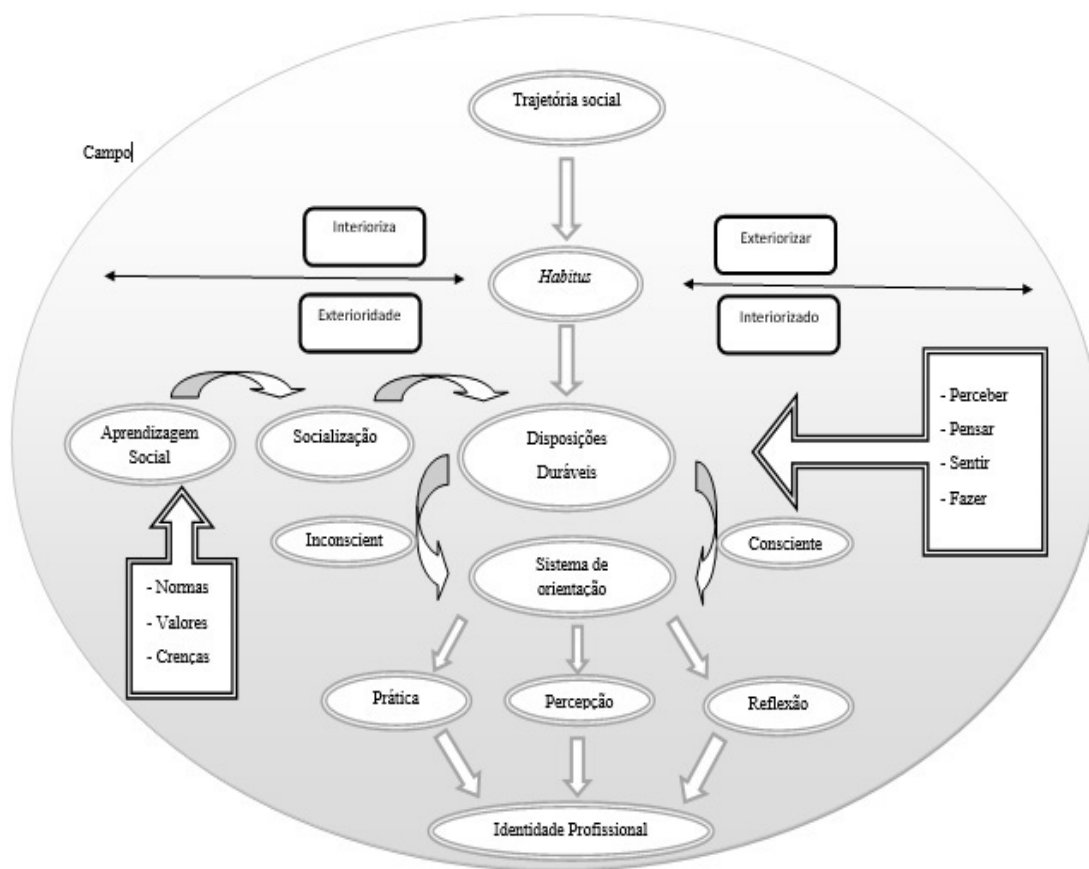 Trajetória social
Campo
Interioriza
Exteriorizar
Habitus
Exterioridade
Interiorizado
- Perceber
- Pensar
- Sentir
- Fazer
Aprendizagem
Social
Socialização
Disposições
Duráveis
Inconscient
Consciente
Sistema de
orientação
- Normas
- Valores
- Crenças
Prática
Percepção
Reflexão
Identidade Profissional